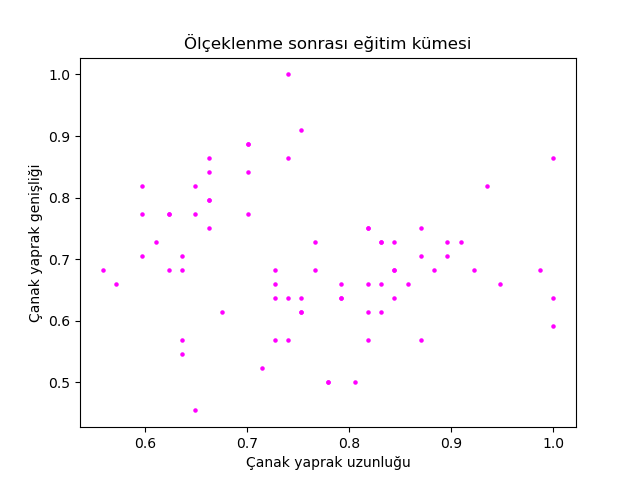 Ölçeklenme sonrası eğitim kümesi
1.0
0.9
0.8
0.7
0.6
0.5
Çanak yaprak genişliği
0.6 0.7 0.8 0.9 1.0
Çanak yaprak uzunluğu